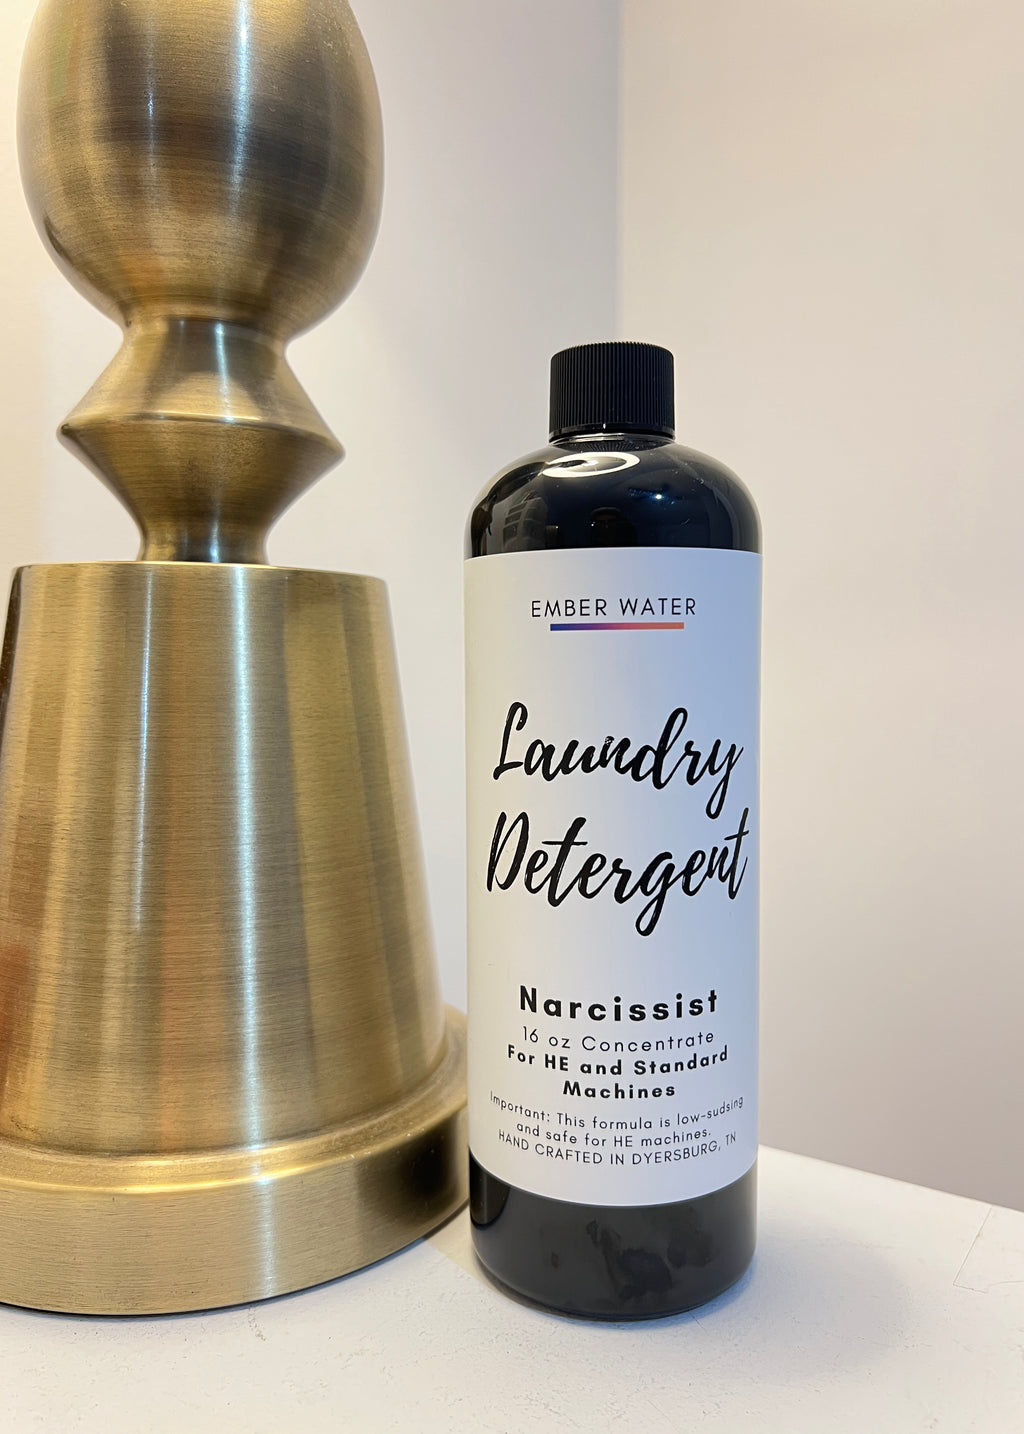 EMBER WATER
Laundry
Detergent
Narcissist
16 oz Concentrate
For HE and Standard
Machines
Important: This formula is low-sudsing
and safe for HE machines.
HAND CRAFTED IN DYERSBURG, TN